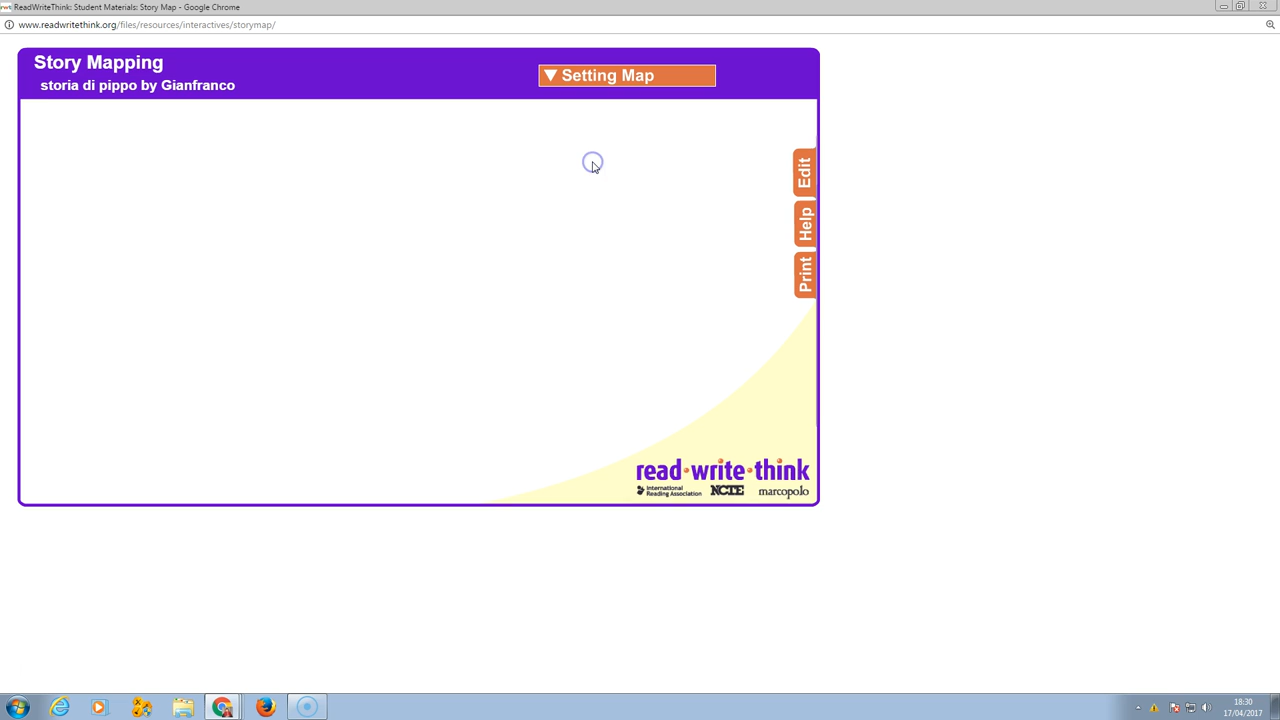 ReadWriteThink: Student Materials: Story Map - Google Chrome
www.readwritethink.org/files/resources/interactives/storymap/
Story Mapping
storia di pippo by Gianfranco
▼ Setting Map
Edit
Help
Print
read·write·think
International
Reading Association
NCTE
marcopolo
18:30
17/04/2017